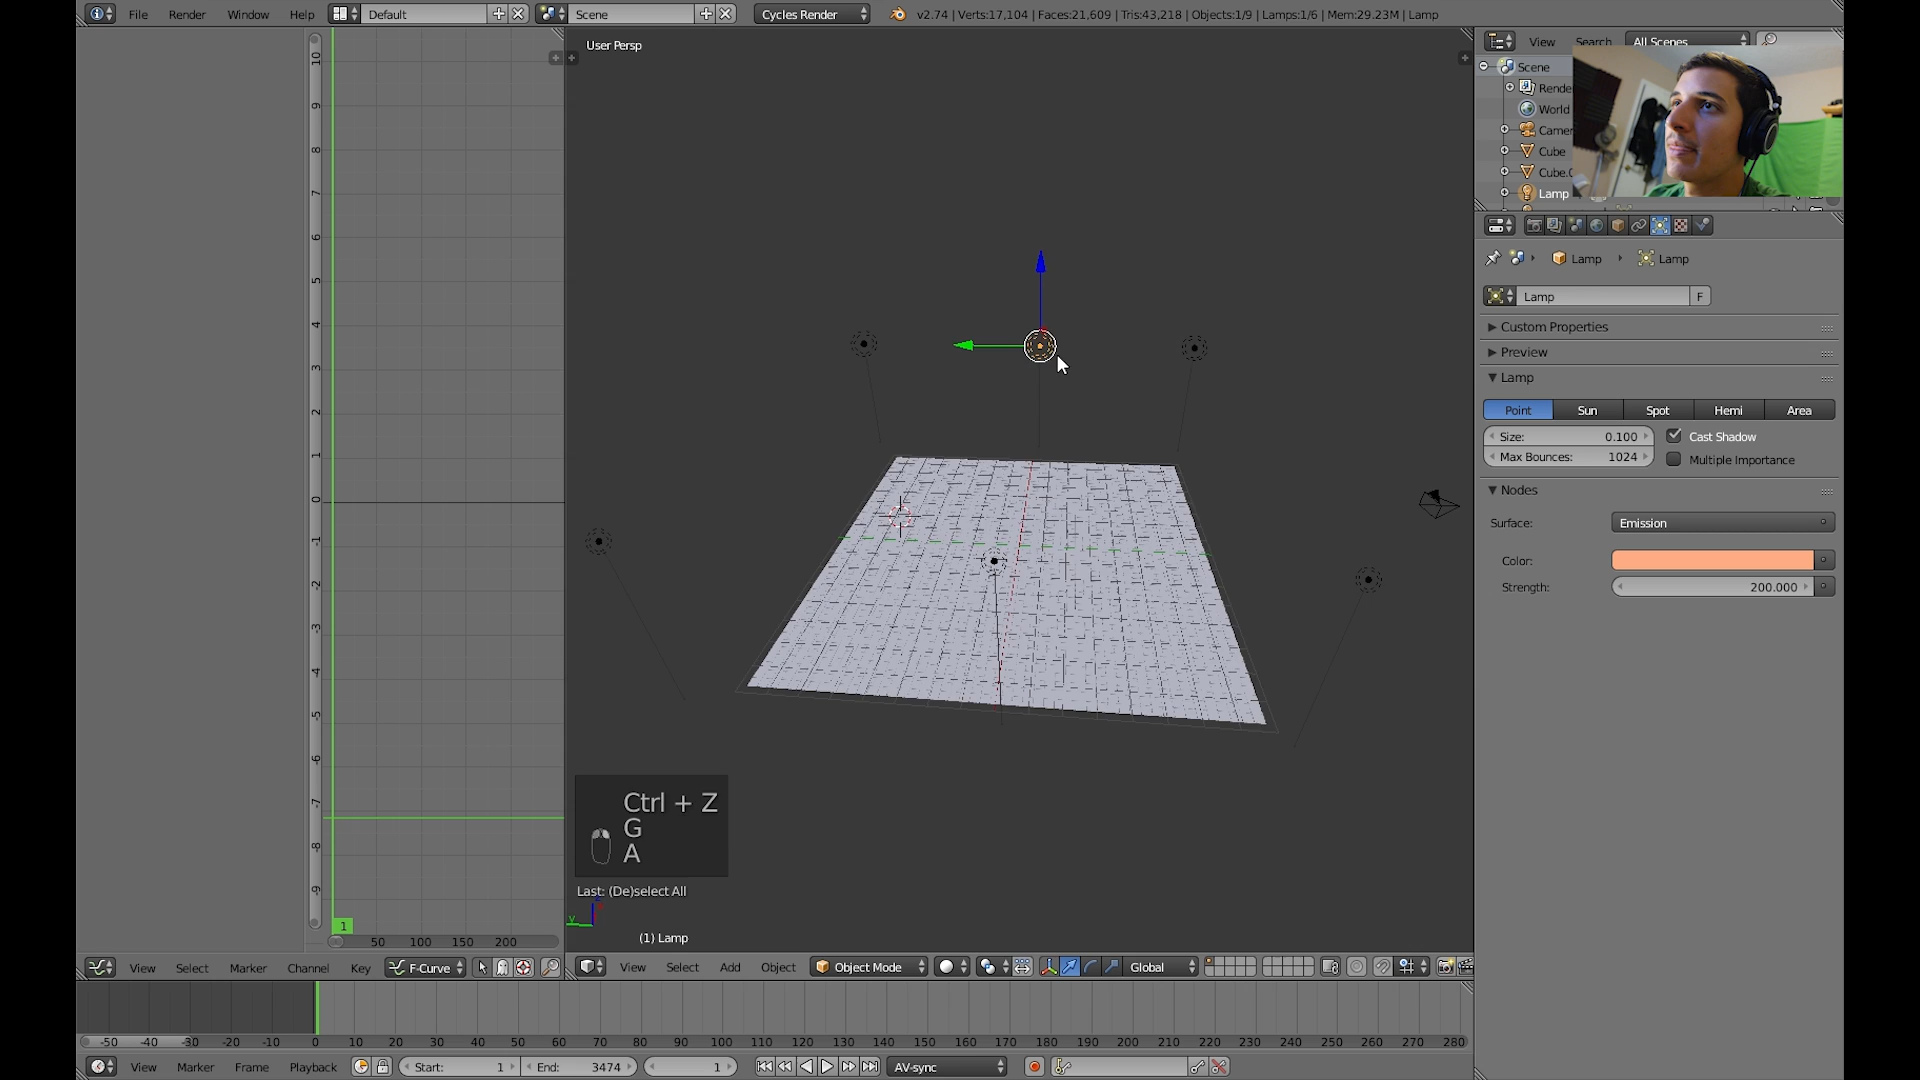 File Render Window Help Default Scene Cycles Render v2.74 | Verts:17,104 | Faces:21,609 | Tris:43,218 | Objects:1/9 | Lamps:1/6 | Mem:29.23M | Lamp
User Persp
View Search All Scenes
Scene
Rende
World
Camer
Cube
Cube.
Lamp
Lamp Lamp
Lamp F
Custom Properties
Preview
Lamp
Point Sun Spot Hemi Area
Size: 0.100 Cast Shadow
Max Bounces: 1024 Multiple Importance
Nodes
Surface: Emission
Color:
Strength: 200.000
10
9
8
7
6
5
4
3
2
1
0
-1
-2
-3
-4
-5
-6
-7
-8
-9
1
50 100 150 200
Ctrl + Z
G
A
Last: (De)select All
y
(1) Lamp
View Select Marker Channel Key F-Curve
View Select Add Object Object Mode Global
-50 -40 -30 -20 -10 0 10 20 30 40 50 60 70 80 90 100 110 120 130 140 150 160 170 180 190 200 210 220 230 240 250 260 270 280
View Marker Frame Playback Start: 1 End: 3474 1 AV-sync